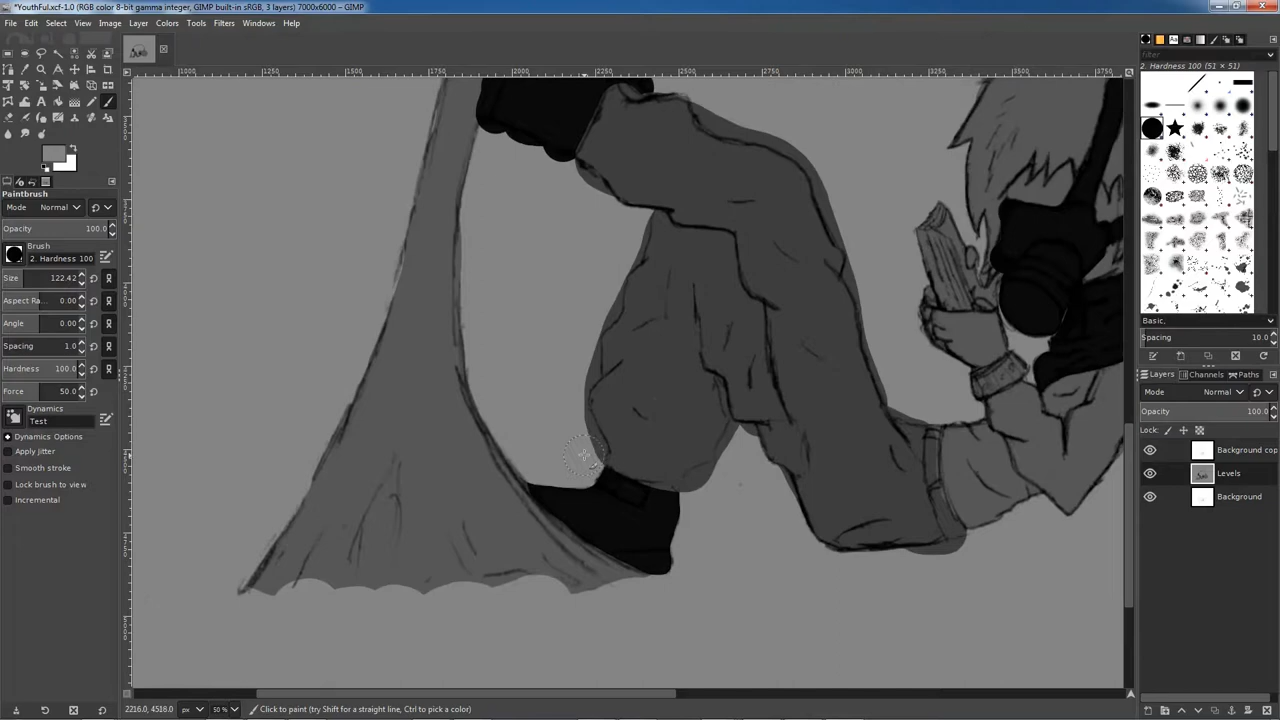 *YouthFul.xcf-1.0 (RGB color 8-bit gamma integer, GIMP built-in sRGB, 3 layers) 7000x6000 – GIMP
File Edit Select View Image Layer Colors Tools Filters Windows Help
Paintbrush
Mode Normal
Opacity 100.0
Brush
2. Hardness 100
Size 122.42
Aspect Ra... 0.00
Angle 0.00
Spacing 1.0
Hardness 100.0
Force 50.0
Dynamics
Test
Dynamics Options
Apply Jitter
Smooth stroke
Lock brush to view
Incremental
1000 1250 1500 1750 2000 2250 2500 2750 3000 3250 3500 3750
filter
2. Hardness 100 (51 × 51)
Basic,
Spacing 10.0
Layers Channels Paths
Mode Normal
Opacity 100.0
Lock:
Background cop
Levels
Background
2216.0, 4518.0 px 50 % Click to paint (try Shift for a straight line, Ctrl to pick a color)